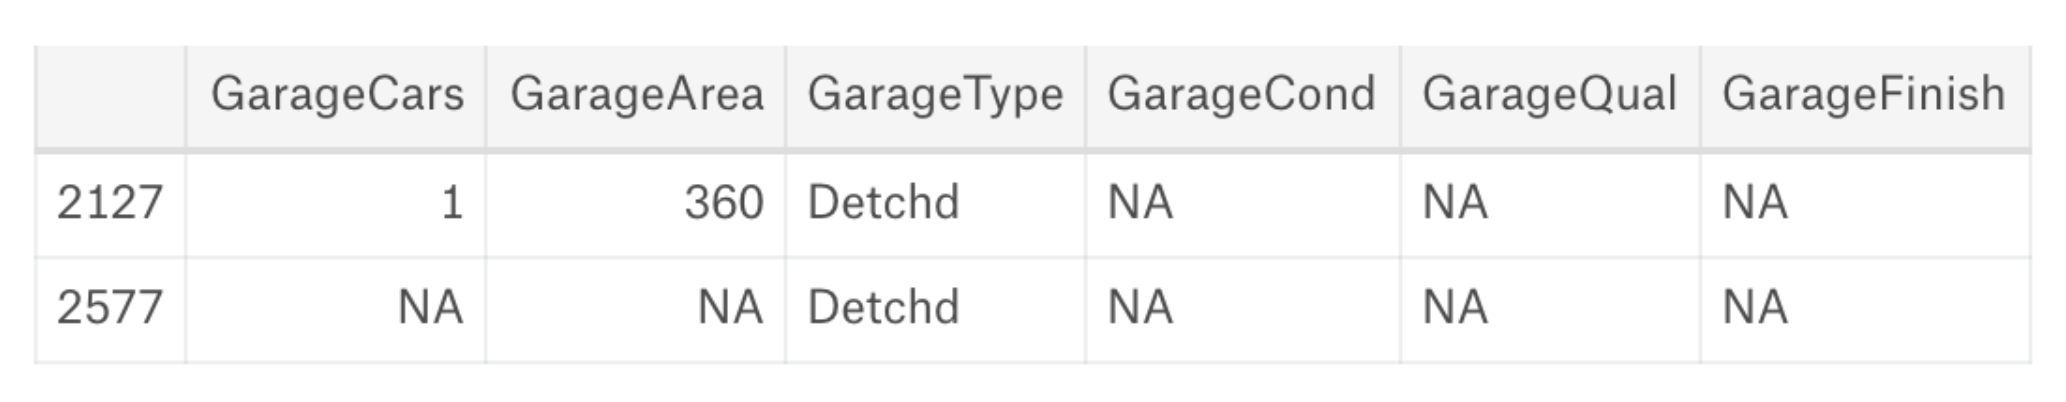 GarageCars GarageArea GarageType GarageCond GarageQual GarageFinish
2127 1 360 Detchd NA NA NA
2577 NA NA Detchd NA NA NA